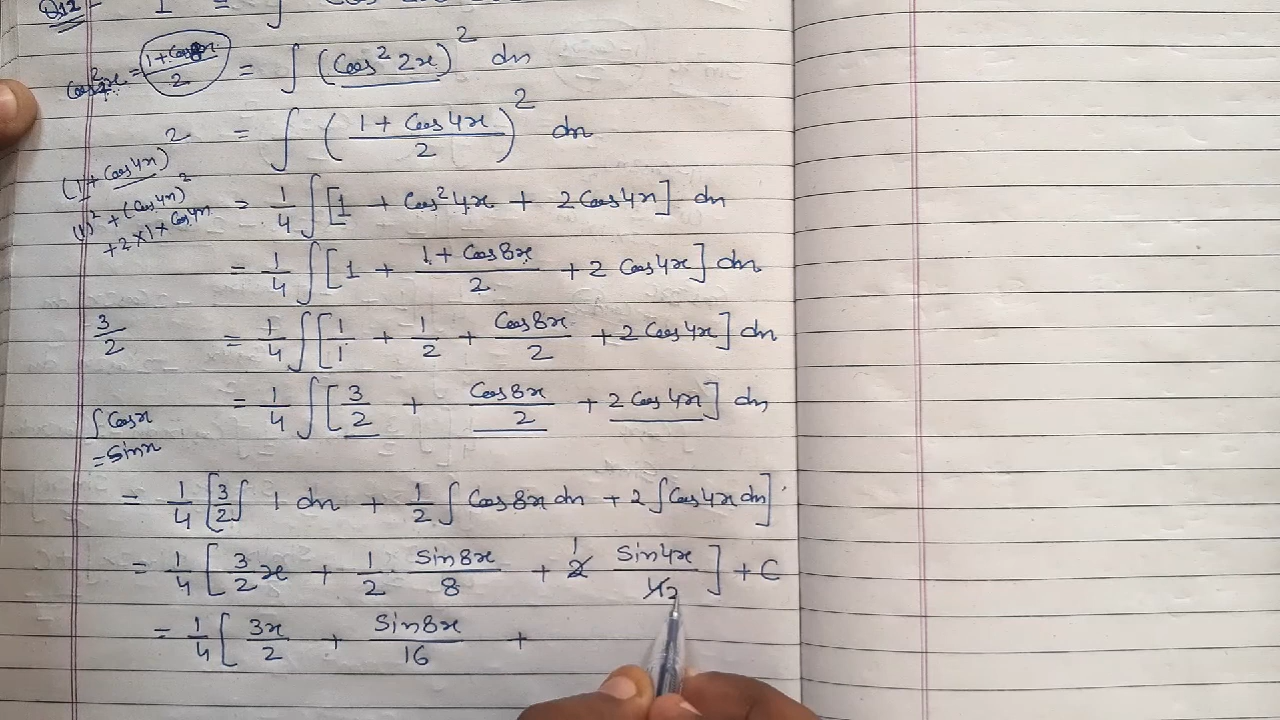 Q12 I = ∫ Cos
Cos²2x = (1+Cos8x)/2 = ∫ (Cos² 2x)² dx
= ∫ ((1 + Cos4x)/2)² dx
(1 + Cos4x)²
(1)² + (Cos4x)² + 2×1×Cos4x
= 1/4 ∫ [1 + Cos²4x + 2Cos4x] dx
= 1/4 ∫ [1 + (1 + Cos8x)/2 + 2 Cos4x] dx
3/2 = 1/4 ∫ [1/1 + 1/2 + Cos8x/2 + 2 Cos4x] dx
= 1/4 ∫ [3/2 + Cos8x/2 + 2 Cos4x] dx
∫ Cosx
= Sinx
= 1/4 [3/2 ∫ 1 dx + 1/2 ∫ Cos8x dx + 2 ∫ Cos4x dx]
= 1/4 [3/2 x + 1/2 · Sin8x/8 + 2 Sin4x/4] + C
= 1/4 [3x/2 + Sin8x/16 +